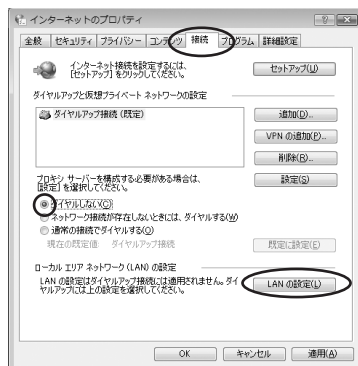 インターネットのプロパティ
全般 セキュリティ プライバシー コンテンツ 接続 プログラム 詳細設定
インターネット接続を設定するには、
[セットアップ] をクリックしてください。
セットアップ(U)
ダイヤルアップと仮想プライベート ネットワークの設定
ダイヤルアップ接続 (既定)
追加(D)...
VPN の追加(P)...
削除(R)...
プロキシ サーバーを構成する必要がある場合は、
[設定] を選択してください。
設定(S)
ダイヤルしない(C)
ネットワーク接続が存在しないときには、ダイヤルする(W)
通常の接続でダイヤルする(O)
現在の既定値: ダイヤルアップ接続
既定に設定(E)
ローカル エリア ネットワーク (LAN) の設定
LAN の設定はダイヤルアップ接続には適用されません。ダイ
ヤルアップには上の設定を選択してください。
LAN の設定(L)
OK キャンセル 適用(A)